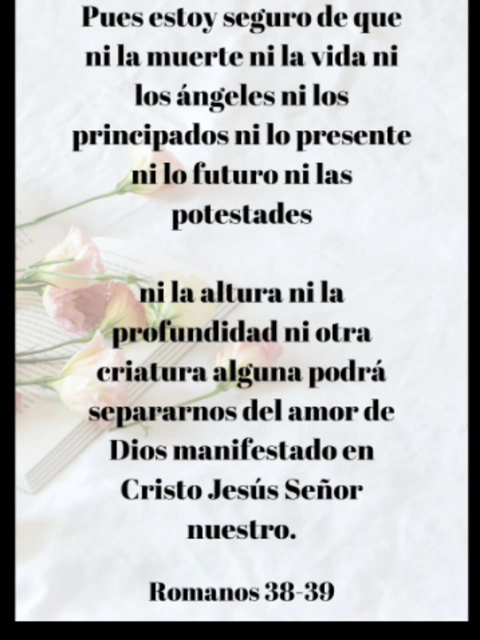 Pues estoy seguro de que
ni la muerte ni la vida ni
los ángeles ni los
principados ni lo presente
ni lo futuro ni las
potestades
ni la altura ni la
profundidad ni otra
criatura alguna podrá
separarnos del amor de
Dios manifestado en
Cristo Jesús Señor
nuestro.
Romanos 38-39